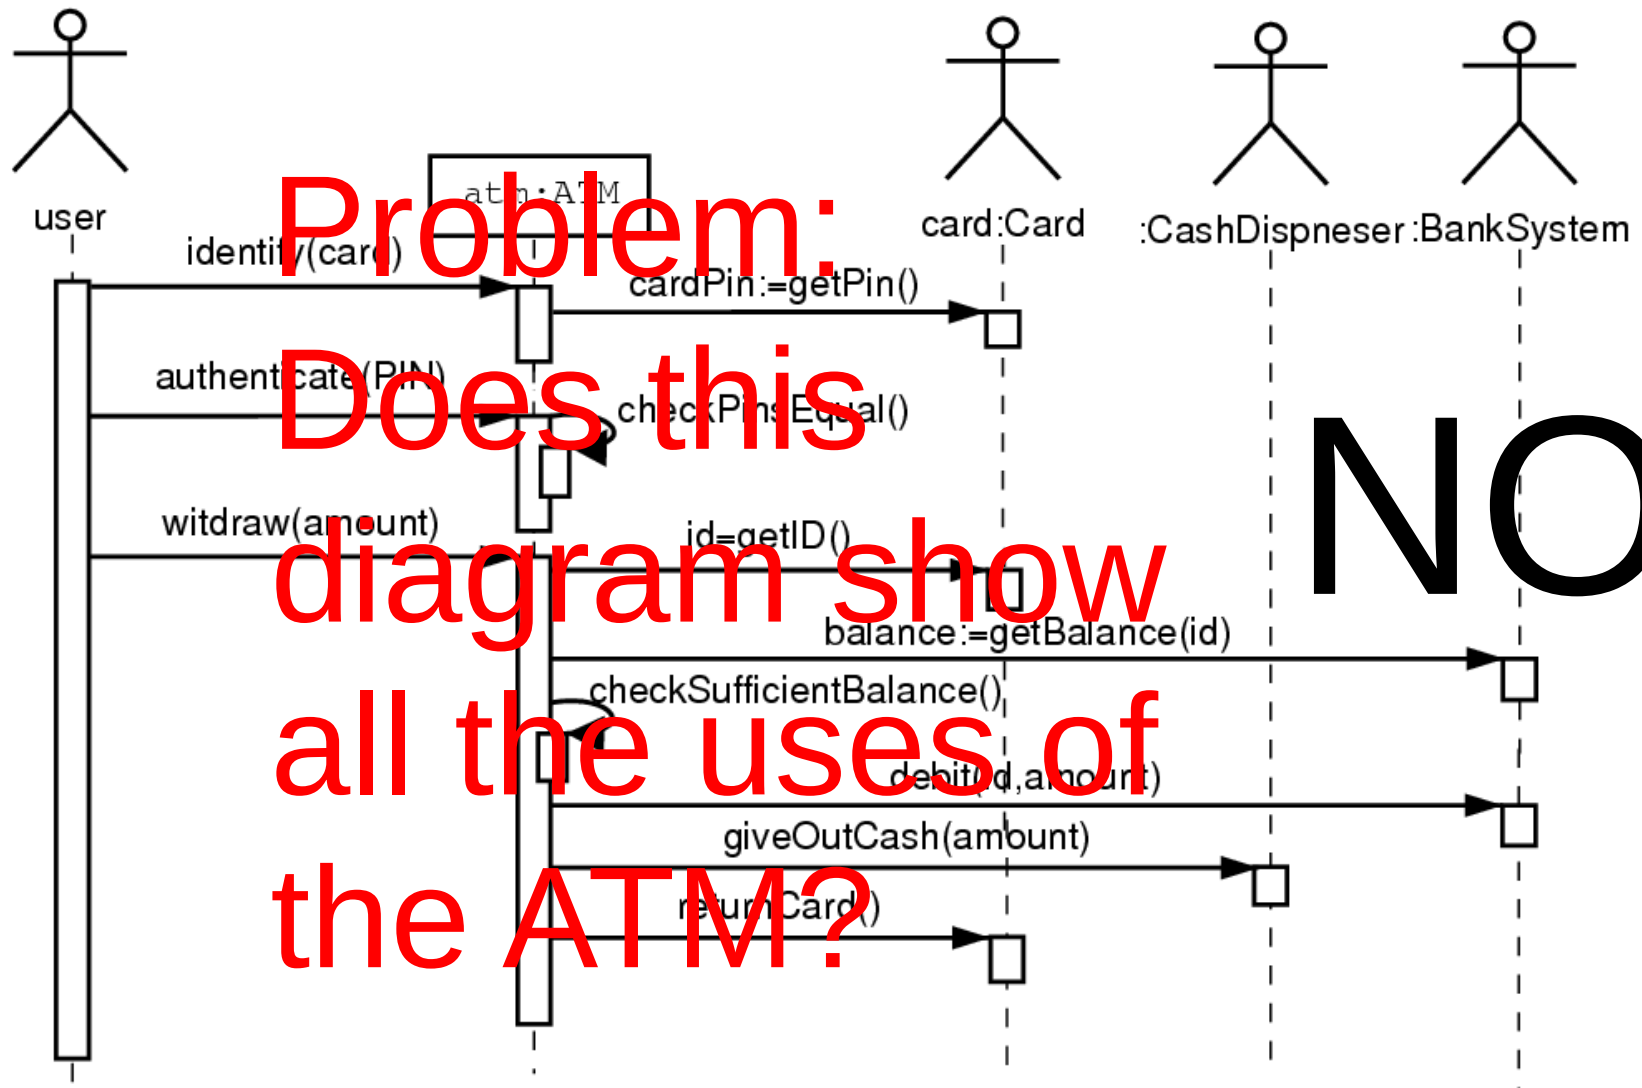 user
atm:ATM
card:Card
:CashDispneser
:BankSystem
identify(card)
cardPin:=getPin()
authenticate(PIN)
checkPinsEqual()
witdraw(amount)
id=getID()
balance:=getBalance(id)
checkSufficientBalance()
debit(id,amount)
giveOutCash(amount)
returnCard()
Problem:
Does this
diagram show
all the uses of
the ATM?
NO